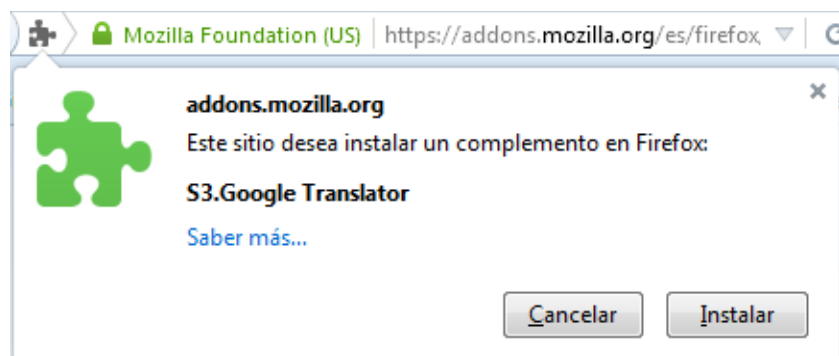 Mozilla Foundation (US) https://addons.mozilla.org/es/firefox
addons.mozilla.org
Este sitio desea instalar un complemento en Firefox:
S3.Google Translator
Saber más...
Cancelar Instalar